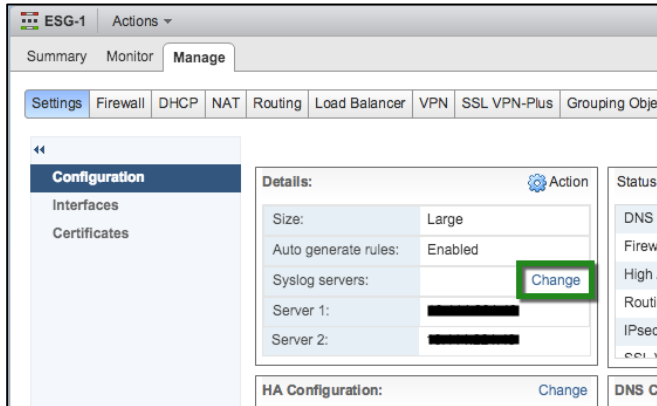 ESG-1 Actions
Summary Monitor Manage
Settings Firewall DHCP NAT Routing Load Balancer VPN SSL VPN-Plus Grouping Obje
Configuration
Interfaces
Certificates
Details: Action
Size: Large
Auto generate rules: Enabled
Syslog servers: Change
Server 1:
Server 2:
HA Configuration: Change
Status
DNS
Firew
High
Routi
IPsec
DNS C